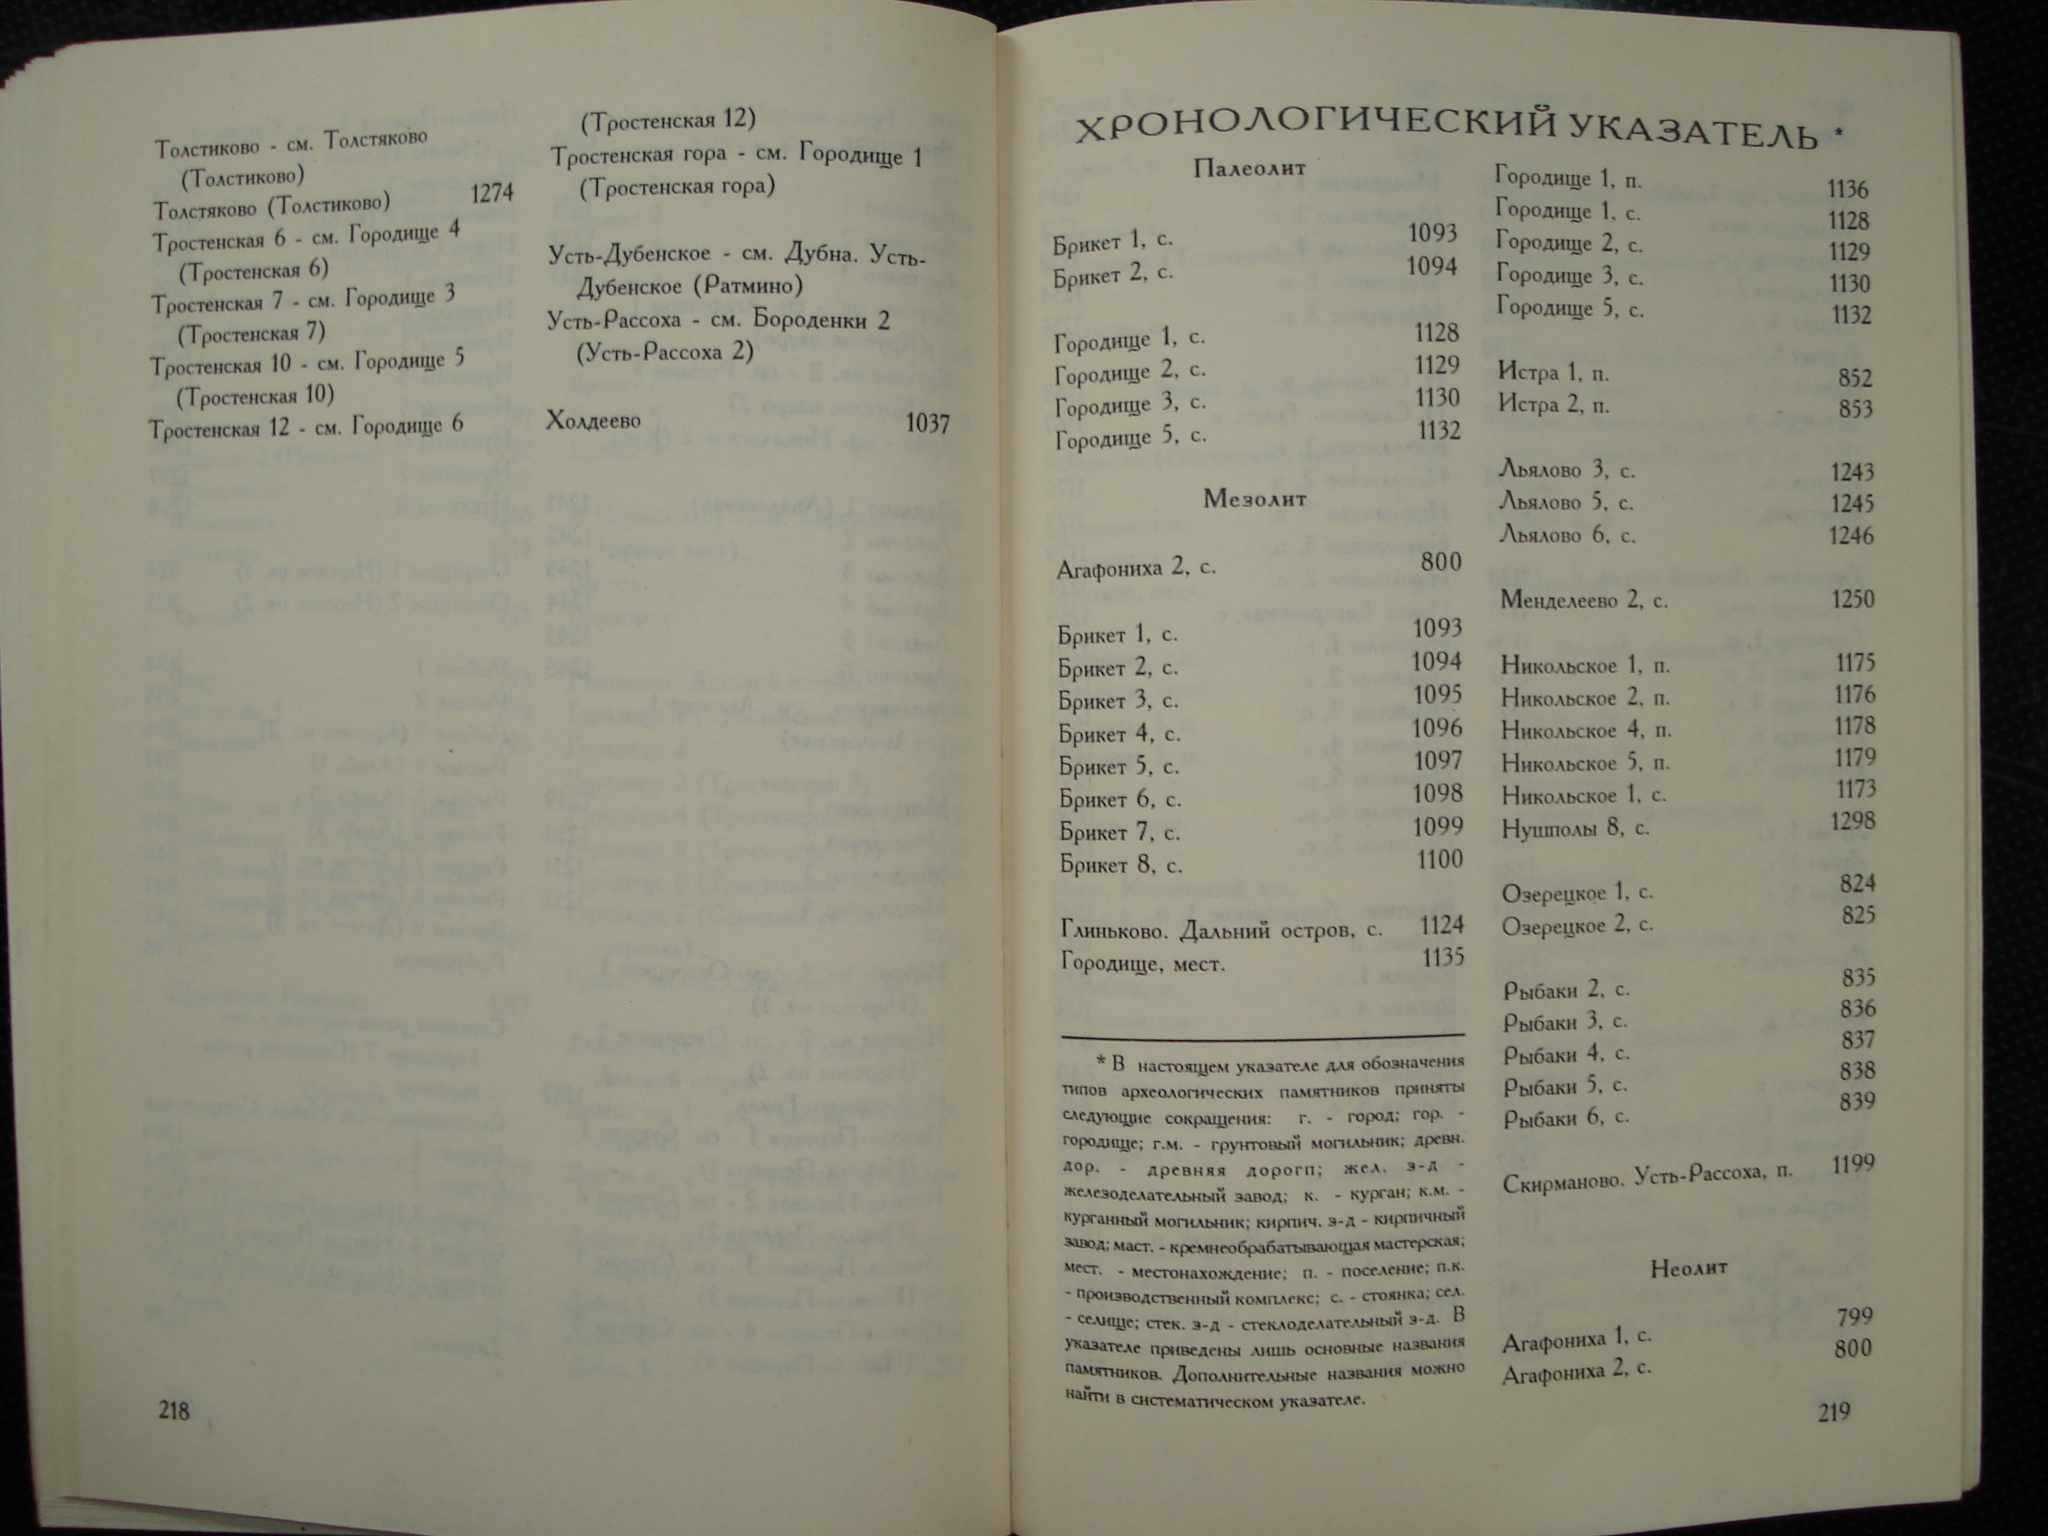 Толстиково - см. Толстяково
(Толстиково)
Толстяково (Толстиково) 1274
Тростенская 6 - см. Городище 4
(Тростенская 6)
Тростенская 7 - см. Городище 3
(Тростенская 7)
Тростенская 10 - см. Городище 5
(Тростенская 10)
Тростенская 12 - см. Городище 6
(Тростенская 12)
Тростенская гора - см. Городище 1
(Тростенская гора)
Усть-Дубенское - см. Дубна. Усть-
Дубенское (Ратмино)
Усть-Рассоха - см. Бороденки 2
(Усть-Рассоха 2)
Холдеево 1037
218
ХРОНОЛОГИЧЕСКИЙ УКАЗАТЕЛЬ *
Палеолит
Брикет 1, с. 1093
Брикет 2, с. 1094
Городище 1, с. 1128
Городище 2, с. 1129
Городище 3, с. 1130
Городище 5, с. 1132
Мезолит
Агафониха 2, с. 800
Брикет 1, с. 1093
Брикет 2, с. 1094
Брикет 3, с. 1095
Брикет 4, с. 1096
Брикет 5, с. 1097
Брикет 6, с. 1098
Брикет 7, с. 1099
Брикет 8, с. 1100
Глиньково. Дальний остров, с. 1124
Городище, мест. 1135
* В настоящем указателе для обозначения
типов археологических памятников приняты
следующие сокращения: г. - город; гор. -
городище; г.м. - грунтовый могильник; древн.
дор. - древняя дорогп; жел. з-д -
железоделательный завод; к. - курган; к.м. -
курганный могильник; кирпич. з-д - кирпичный
завод; маст. - кремнеобрабатывающая мастерская;
мест. - местонахождение; п. - поселение; п.к.
- производственный комплекс; с. - стоянка; сел.
- селище; стек. з-д - стеклоделательный з-д. В
указателе приведены лишь основные названия
памятников. Дополнительные названия можно
найти в систематическом указателе.
Городище 1, п. 1136
Городище 1, с. 1128
Городище 2, с. 1129
Городище 3, с. 1130
Городище 5, с. 1132
Истра 1, п. 852
Истра 2, п. 853
Льялово 3, с. 1243
Льялово 5, с. 1245
Льялово 6, с. 1246
Менделеево 2, с. 1250
Никольское 1, п. 1175
Никольское 2, п. 1176
Никольское 4, п. 1178
Никольское 5, п. 1179
Никольское 1, с. 1173
Нушполы 8, с. 1298
Озерецкое 1, с. 824
Озерецкое 2, с. 825
Рыбаки 2, с. 835
Рыбаки 3, с. 836
Рыбаки 4, с. 837
Рыбаки 5, с. 838
Рыбаки 6, с. 839
Скирманово. Усть-Рассоха, п. 1199
Неолит
Агафониха 1, с. 799
Агафониха 2, с. 800
219